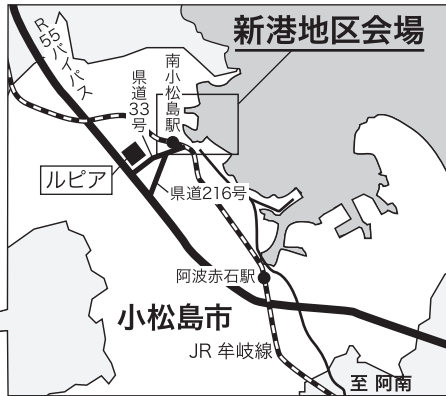 新港地区会場
R55バイパス
県道33号
南小松島駅
ルピア
県道216号
阿波赤石駅
小松島市
JR 牟岐線
至 阿南